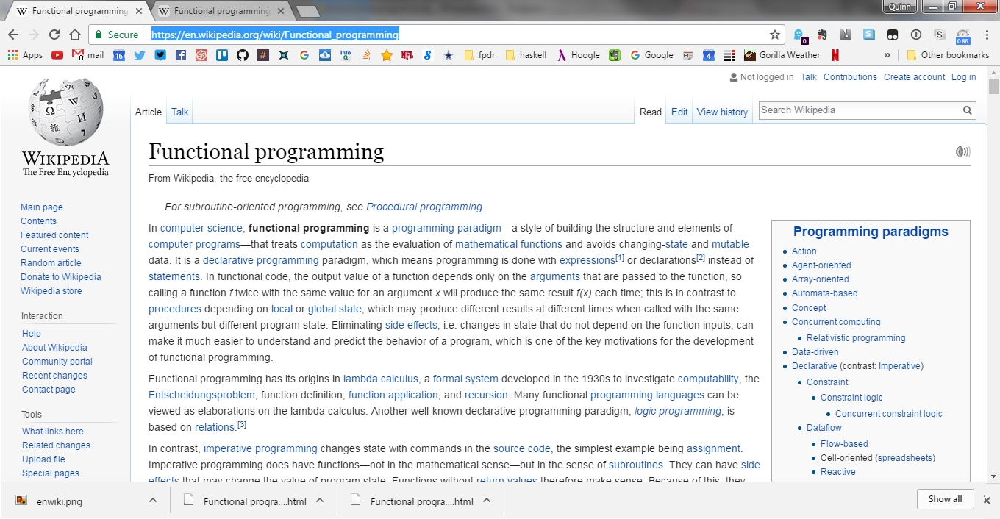 Functional programming
Functional programming
Quinn
Secure
https://en.wikipedia.org/wiki/Functional_programming
0
0.86
Apps
mail
16
Info
NFL
fpdr
haskell
Hoogle
Google
4
Gorilla Weather
N
»
Other bookmarks
Not logged in Talk Contributions Create account Log in
Article Talk
Read Edit View history
Search Wikipedia
WIKIPEDIA
The Free Encyclopedia
Main page
Contents
Featured content
Current events
Random article
Donate to Wikipedia
Wikipedia store
Interaction
Help
About Wikipedia
Community portal
Recent changes
Contact page
Tools
What links here
Related changes
Upload file
Special pages
Functional programming
From Wikipedia, the free encyclopedia
For subroutine-oriented programming, see Procedural programming.
In computer science, functional programming is a programming paradigm—a style of building the structure and elements of
computer programs—that treats computation as the evaluation of mathematical functions and avoids changing-state and mutable
data. It is a declarative programming paradigm, which means programming is done with expressions[1] or declarations[2] instead of
statements. In functional code, the output value of a function depends only on the arguments that are passed to the function, so
calling a function f twice with the same value for an argument x will produce the same result f(x) each time; this is in contrast to
procedures depending on local or global state, which may produce different results at different times when called with the same
arguments but different program state. Eliminating side effects, i.e. changes in state that do not depend on the function inputs, can
make it much easier to understand and predict the behavior of a program, which is one of the key motivations for the development
of functional programming.
Functional programming has its origins in lambda calculus, a formal system developed in the 1930s to investigate computability, the
Entscheidungsproblem, function definition, function application, and recursion. Many functional programming languages can be
viewed as elaborations on the lambda calculus. Another well-known declarative programming paradigm, logic programming, is
based on relations.[3]
In contrast, imperative programming changes state with commands in the source code, the simplest example being assignment.
Imperative programming does have functions—not in the mathematical sense—but in the sense of subroutines. They can have side
effects that may change the value of program state. Functions without return values therefore make sense. Because of this, they
Programming paradigms
Action
Agent-oriented
Array-oriented
Automata-based
Concept
Concurrent computing
Relativistic programming
Data-driven
Declarative (contrast: Imperative)
Constraint
Constraint logic
Concurrent constraint logic
Dataflow
Flow-based
Cell-oriented (spreadsheets)
Reactive
enwiki.png
Functional progra....html
Functional progra....html
Show all